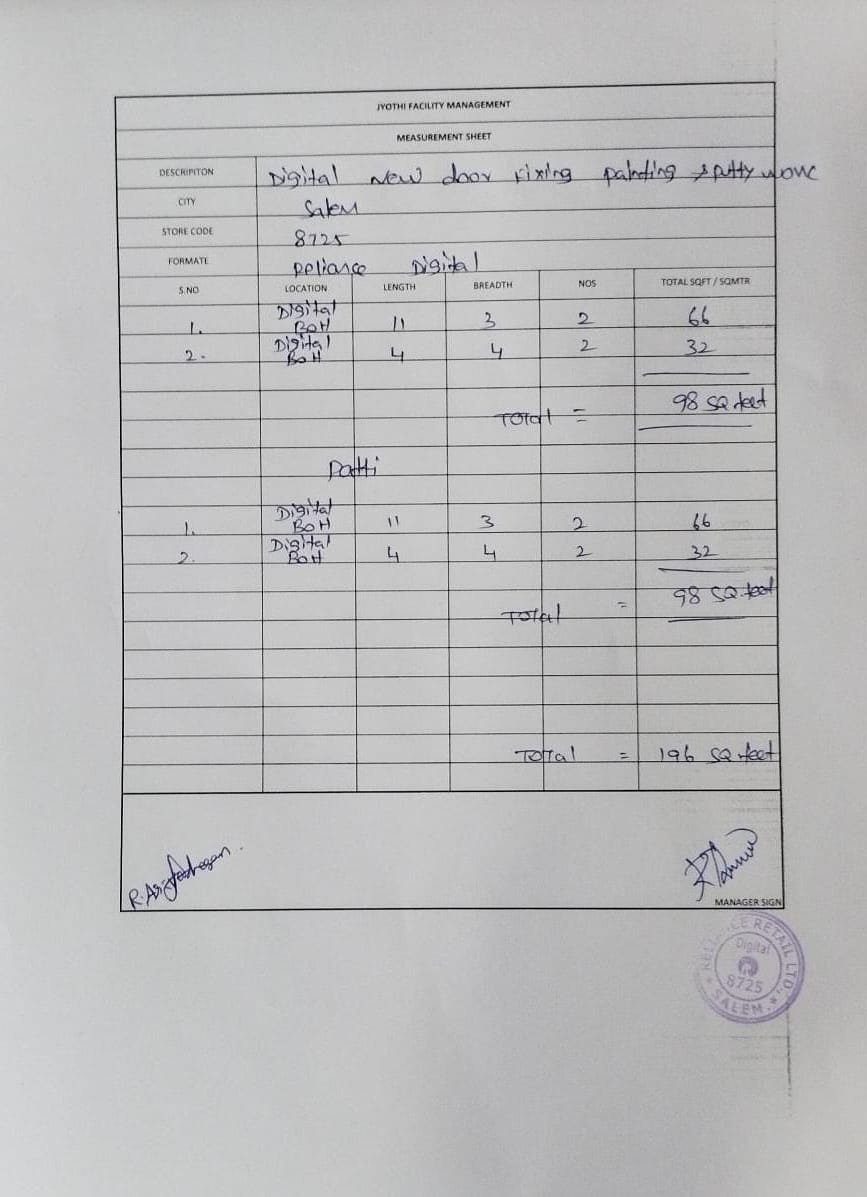 JYOTHI FACILITY MANAGEMENT
MEASUREMENT SHEET
DESCRIPITON Digital New door Fixing painting & putty work
CITY Salem
STORE CODE 8725
FORMATE Reliance Digital
S.NO LOCATION LENGTH BREADTH NOS TOTAL SQFT / SQMTR
1. Digital BOH 11 3 2 66
2. Digital BOH 4 4 2 32
Total = 98 SQ feet
Patti
1. Digital BOH 11 3 2 66
2. Digital BOH 4 4 2 32
Total = 98 SQ feet
Total = 196 SQ feet
MANAGER SIGN
RELIANCE RETAIL LTD.
Digital
8725
* SALEM. *